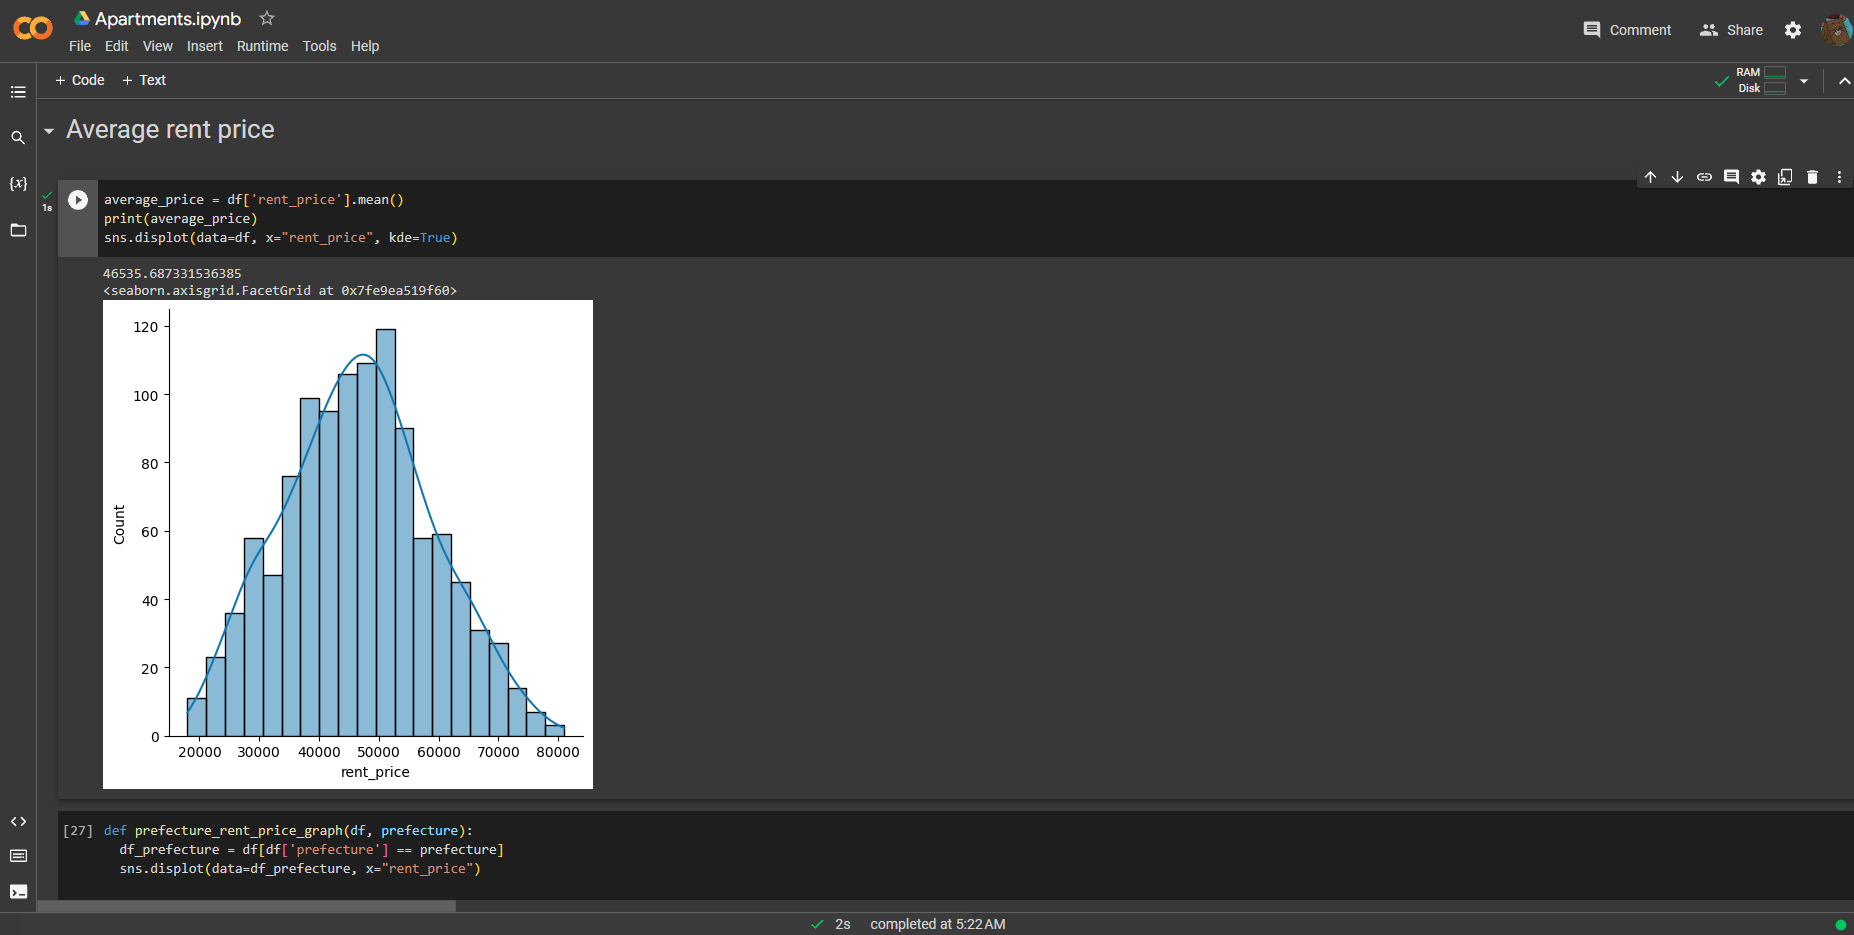 Apartments.ipynb
File Edit View Insert Runtime Tools Help
Comment Share
+ Code + Text
RAM
Disk
Average rent price
{x}
1s
average_price = df['rent_price'].mean()
print(average_price)
sns.displot(data=df, x="rent_price", kde=True)
46535.687331536385
<seaborn.axisgrid.FacetGrid at 0x7fe9ea519f60>
120
100
80
60
40
20
0
Count
20000 30000 40000 50000 60000 70000 80000
rent_price
[27] def prefecture_rent_price_graph(df, prefecture):
df_prefecture = df[df['prefecture'] == prefecture]
sns.displot(data=df_prefecture, x="rent_price")
2s completed at 5:22 AM